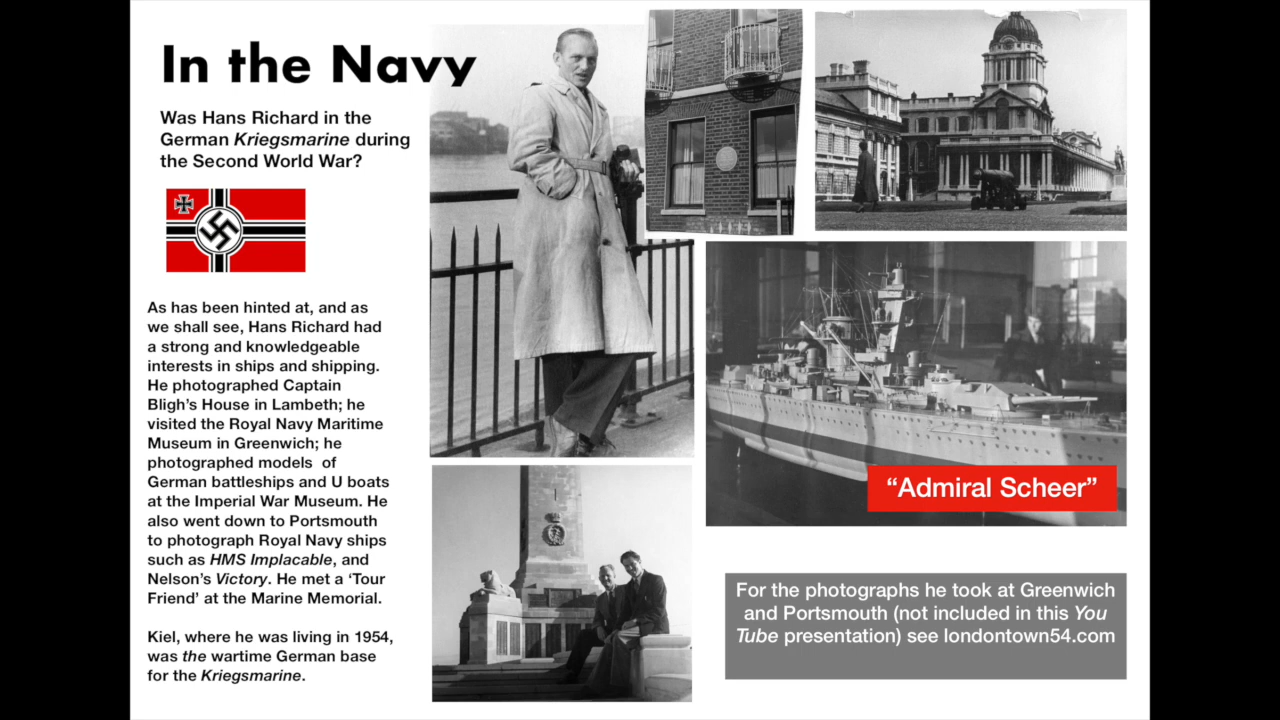 In the Navy
Was Hans Richard in the
German Kriegsmarine during
the Second World War?
As has been hinted at, and as
we shall see, Hans Richard had
a strong and knowledgeable
interests in ships and shipping.
He photographed Captain
Bligh's House in Lambeth; he
visited the Royal Navy Maritime
Museum in Greenwich; he
photographed models  of
German battleships and U boats
at the Imperial War Museum. He
also went down to Portsmouth
to photograph Royal Navy ships
such as HMS Implacable, and
Nelson's Victory. He met a ‘Tour
Friend’ at the Marine Memorial.
Kiel, where he was living in 1954,
was the wartime German base
for the Kriegsmarine.
“Admiral Scheer”
For the photographs he took at Greenwich
and Portsmouth (not included in this You
Tube presentation) see londontown54.com